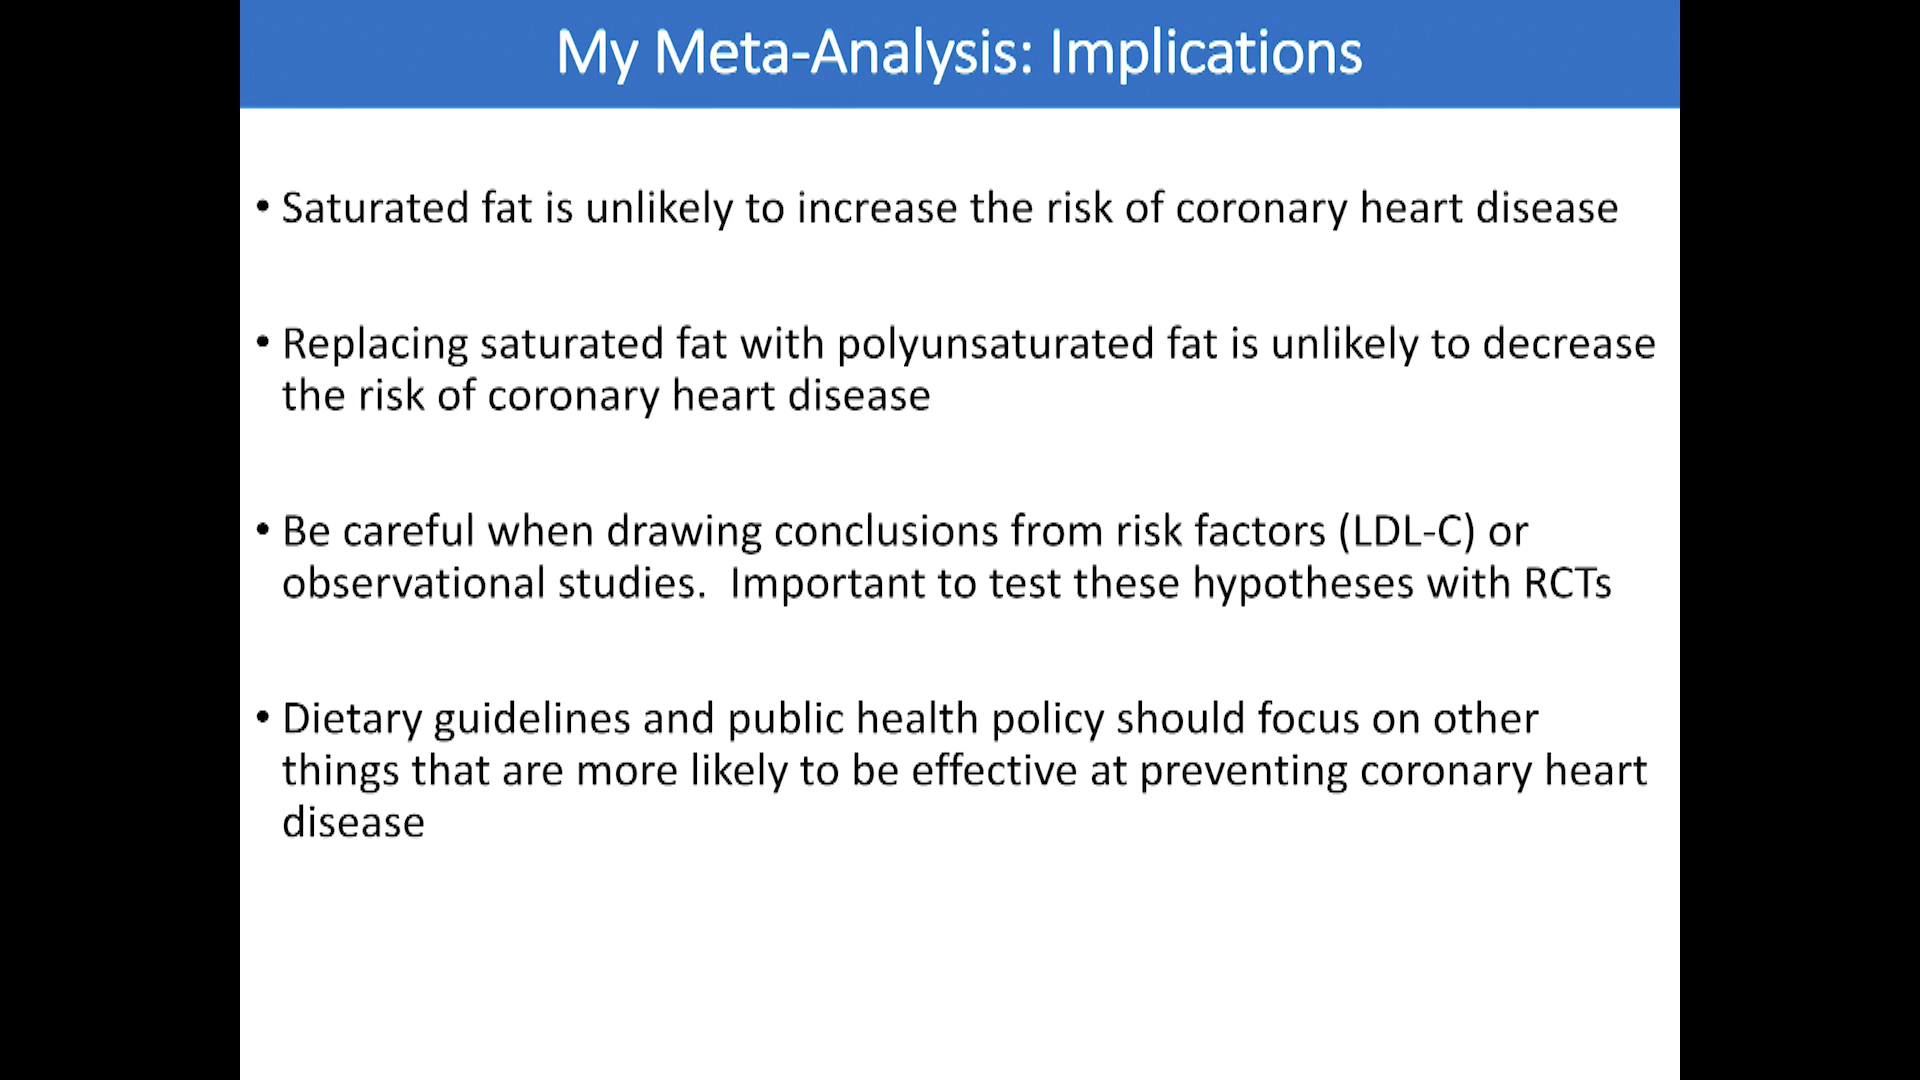 My Meta-Analysis: Implications
• Saturated fat is unlikely to increase the risk of coronary heart disease
• Replacing saturated fat with polyunsaturated fat is unlikely to decrease
the risk of coronary heart disease
• Be careful when drawing conclusions from risk factors (LDL-C) or
observational studies.  Important to test these hypotheses with RCTs
• Dietary guidelines and public health policy should focus on other
things that are more likely to be effective at preventing coronary heart
disease